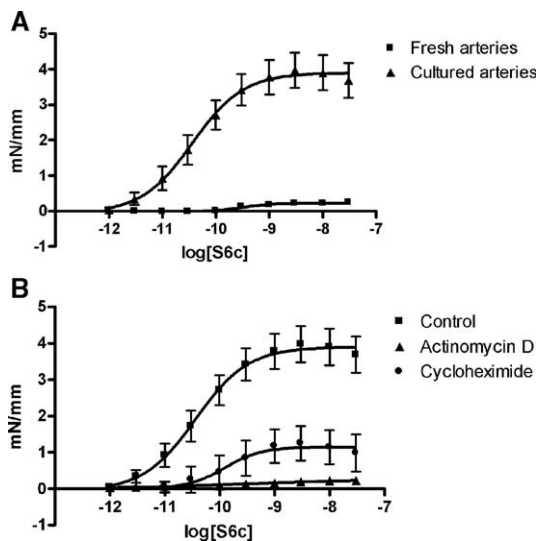 A
Fresh arteries
Cultured arteries
mN/mm
5
4
3
2
1
0
-1
-12 -11 -10 -9 -8 -7
log[S6c]
B
Control
Actinomycin D
Cycloheximide
mN/mm
5
4
3
2
1
0
-1
-12 -11 -10 -9 -8 -7
log[S6c]